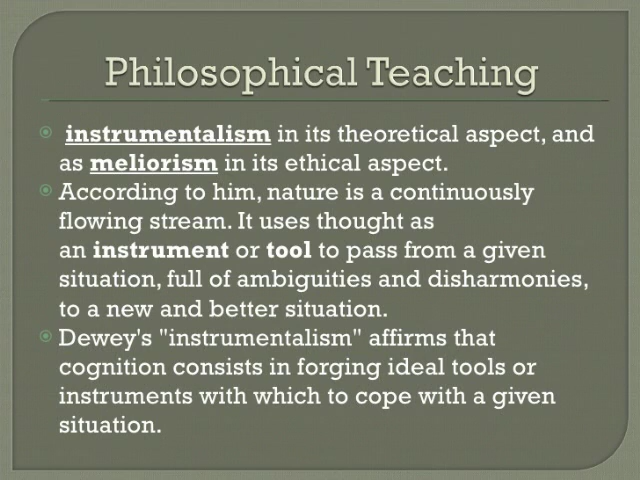 Philosophical Teaching
instrumentalism in its theoretical aspect, and
as meliorism in its ethical aspect.
According to him, nature is a continuously
flowing stream. It uses thought as
an instrument or tool to pass from a given
situation, full of ambiguities and disharmonies,
to a new and better situation.
Dewey's "instrumentalism" affirms that
cognition consists in forging ideal tools or
instruments with which to cope with a given
situation.